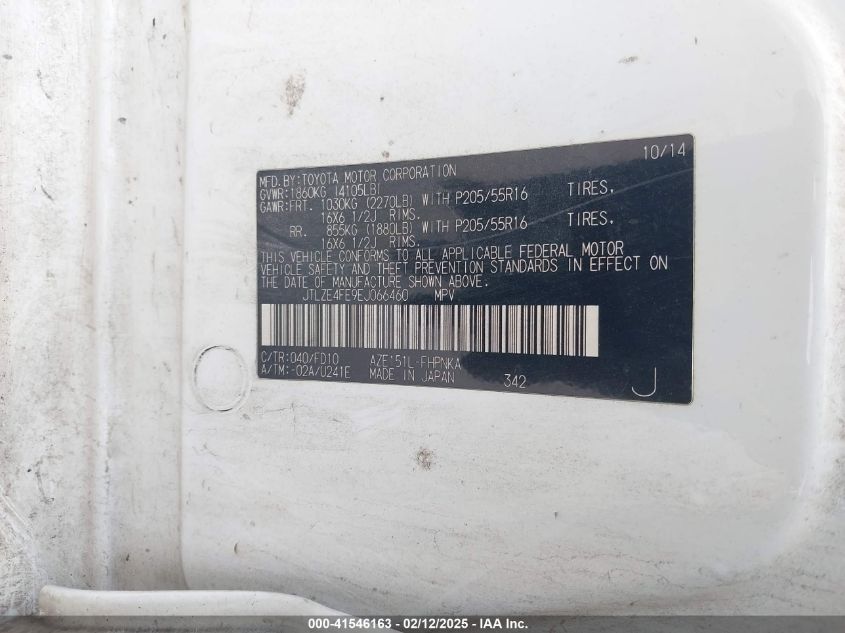 10/14
MFD.BY:TOYOTA MOTOR CORPORATION
GVWR:1860KG (4105LB)
GAWR:FRT. 1030KG (2270LB) WITH P205/55R16 TIRES,
16X6 1/2J RIMS.
RR. 855KG (1880LB) WITH P205/55R16 TIRES,
16X6 1/2J RIMS.
THIS VEHICLE CONFORMS TO ALL APPLICABLE FEDERAL MOTOR
VEHICLE SAFETY AND THEFT PREVENTION STANDARDS IN EFFECT ON
THE DATE OF MANUFACTURE SHOWN ABOVE.
JTLZE4FE9EJ066460 MPV
C/TR:040/FD10 AZE151L-FHPNKA
A/TM:-02A/U241E MADE IN JAPAN
342 J
000-41546163 - 02/12/2025 - IAA Inc.